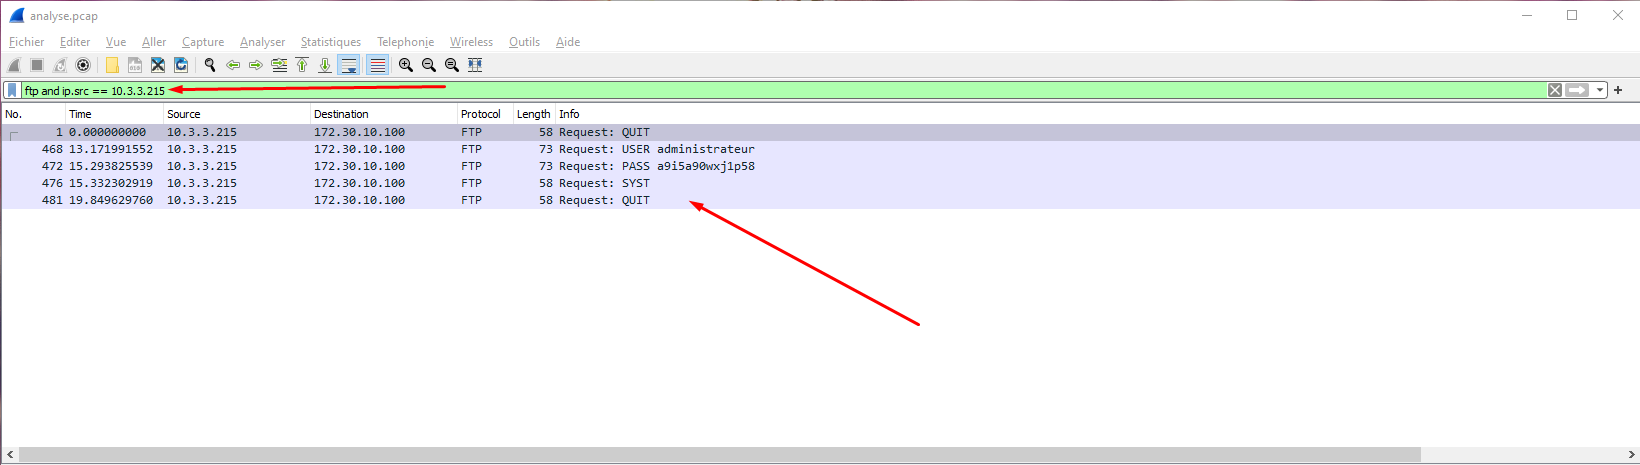 analyse.pcap
Fichier Editer Vue Aller Capture Analyser Statistiques Telephonie Wireless Outils Aide
ftp and ip.src == 10.3.3.215
No. Time Source Destination Protocol Length Info
1 0.000000000 10.3.3.215 172.30.10.100 FTP 58 Request: QUIT
468 13.171991552 10.3.3.215 172.30.10.100 FTP 73 Request: USER administrateur
472 15.293825539 10.3.3.215 172.30.10.100 FTP 73 Request: PASS a9i5a90wxj1p58
476 15.332302919 10.3.3.215 172.30.10.100 FTP 58 Request: SYST
481 19.849629760 10.3.3.215 172.30.10.100 FTP 58 Request: QUIT